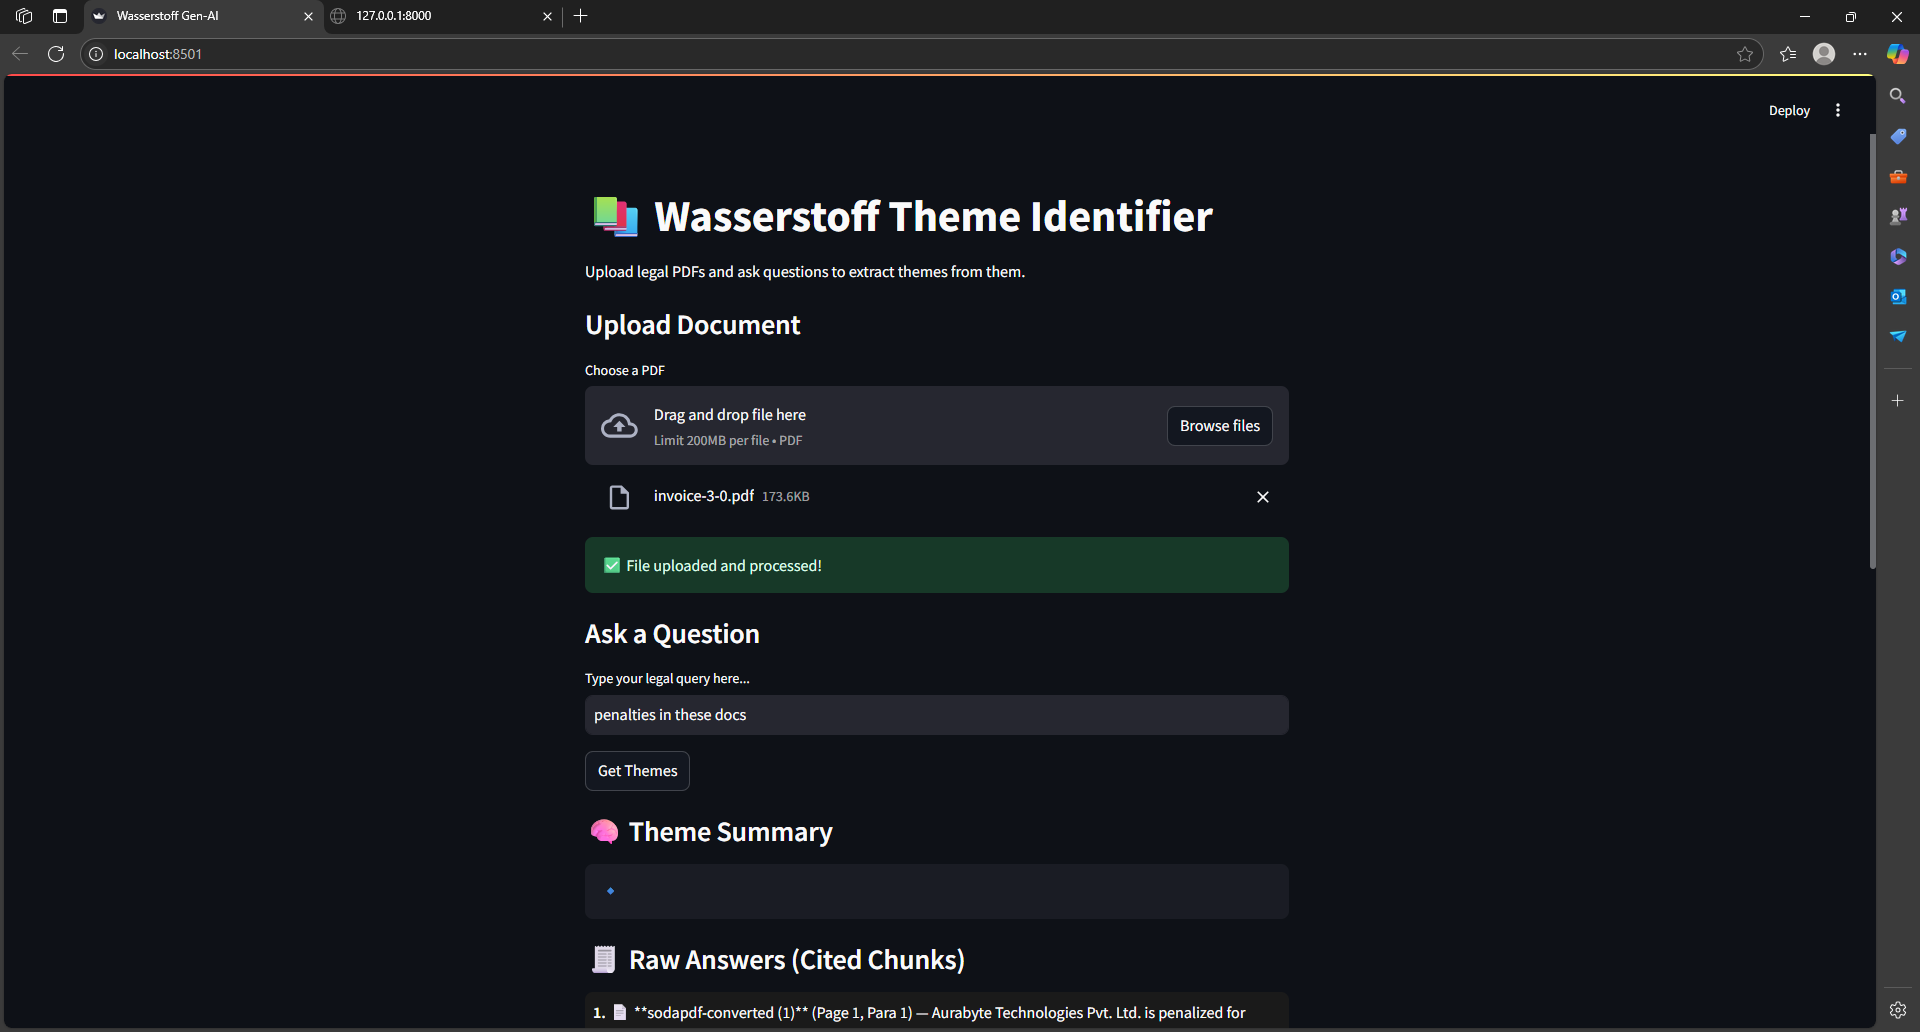 Wasserstoff Gen-AI
127.0.0.1:8000
localhost:8501
Deploy
Wasserstoff Theme Identifier
Upload legal PDFs and ask questions to extract themes from them.
Upload Document
Choose a PDF
Drag and drop file here
Limit 200MB per file • PDF
Browse files
invoice-3-0.pdf 173.6KB
✅ File uploaded and processed!
Ask a Question
Type your legal query here...
penalties in these docs
Get Themes
🧠 Theme Summary
🔹
Raw Answers (Cited Chunks)
1. 📄 **sodapdf-converted (1)** (Page 1, Para 1) — Aurabyte Technologies Pvt. Ltd. is penalized for